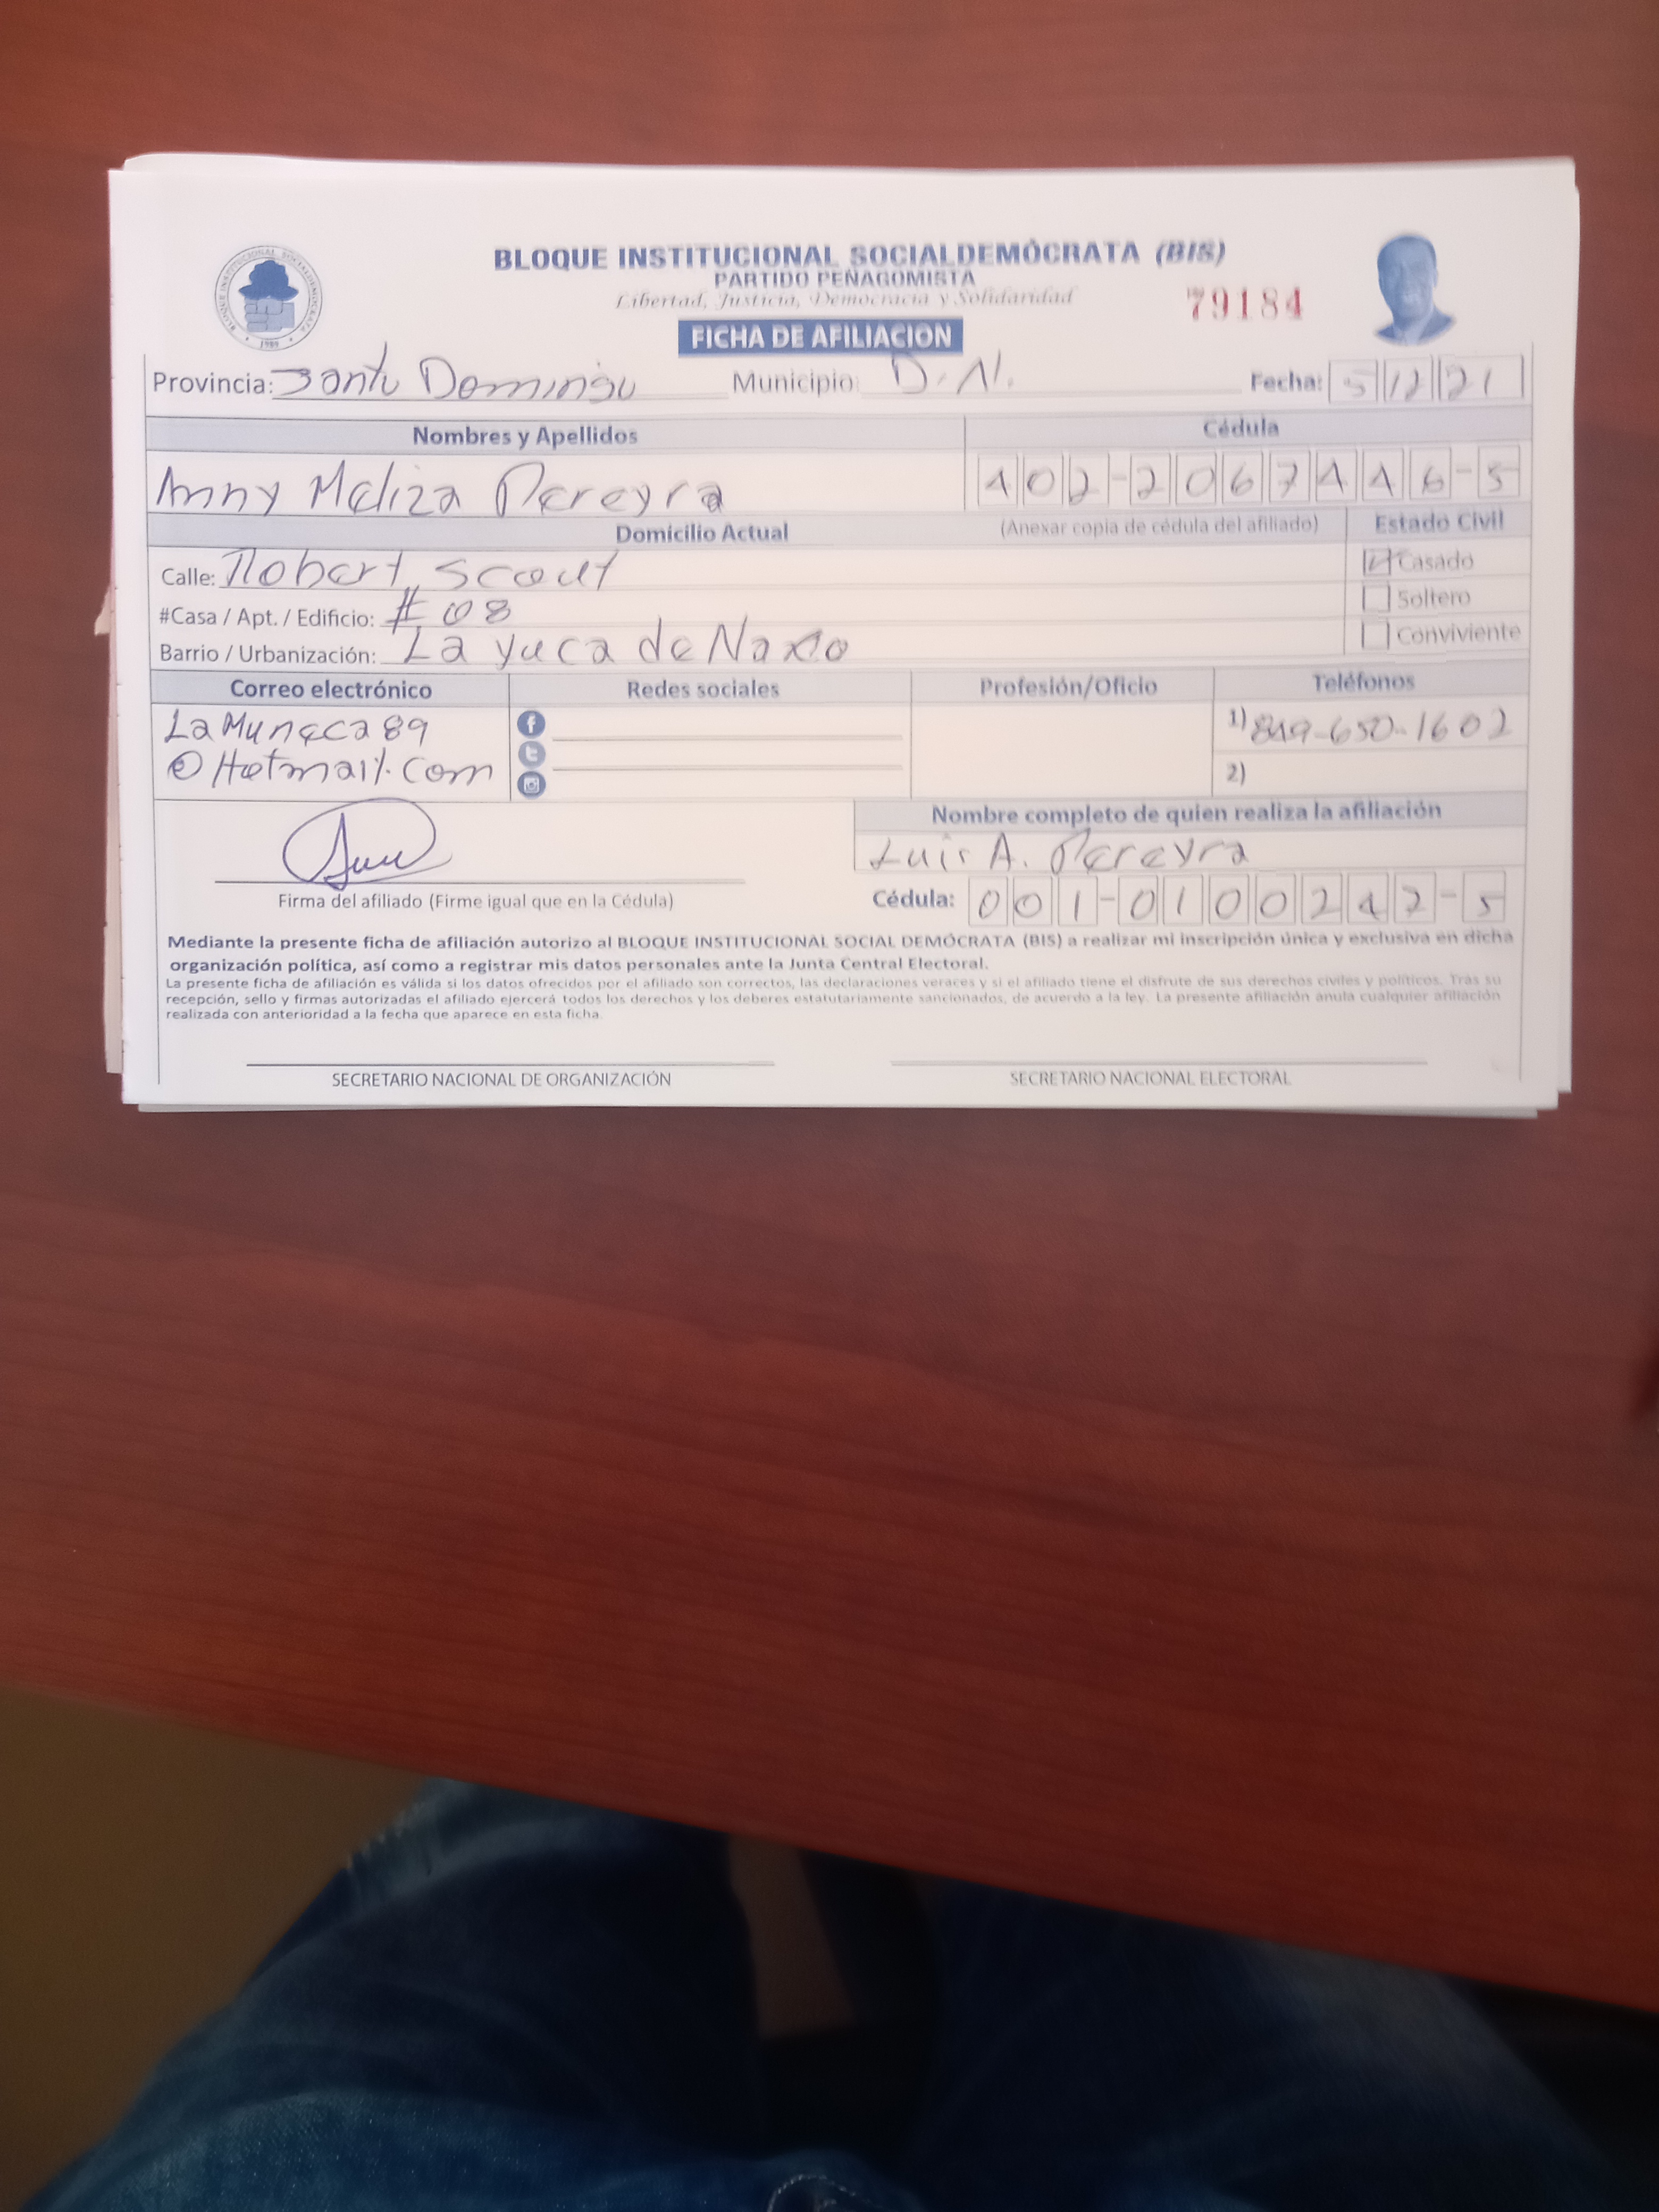 BLOQUE INSTITUCIONAL SOCIALDEMÓCRATA (BIS)
PARTIDO PEÑAGOMISTA
Libertad, Justicia, Democracia y Solidaridad
79184
FICHA DE AFILIACION
Provincia: Santo Domingo Municipio: D.N. Fecha: 5 12 21
Nombres y Apellidos Cédula
Anny Meliza Pereyra 402-2067446-5
Domicilio Actual (Anexar copia de cédula del afiliado) Estado Civil
Calle: Robert Scout Casado
#Casa / Apt. / Edificio: # 08 Soltero
Barrio / Urbanización: La yuca de Naco Conviviente
Correo electrónico Redes sociales Profesión/Oficio Teléfonos
LaMuneca89 1) 849-650-1602
@Hotmail.com 2)
Nombre completo de quien realiza la afiliación
Luis A. Pereyra
Firma del afiliado (Firme igual que en la Cédula) Cédula: 001-0100242-5
Mediante la presente ficha de afiliación autorizo al BLOQUE INSTITUCIONAL SOCIAL DEMÓCRATA (BIS) a realizar mi inscripción única y exclusiva en dicha
organización política, así como a registrar mis datos personales ante la Junta Central Electoral.
La presente ficha de afiliación es válida si los datos ofrecidos por el afiliado son correctos, las declaraciones veraces y si el afiliado tiene el disfrute de sus derechos civiles y políticos. Tras su
recepción, sello y firmas autorizadas el afiliado ejercerá todos los derechos y los deberes estatutariamente sancionados, de acuerdo a la ley. La presente afiliación anula cualquier afiliación
realizada con anterioridad a la fecha que aparece en esta ficha.
SECRETARIO NACIONAL DE ORGANIZACIÓN SECRETARIO NACIONAL ELECTORAL